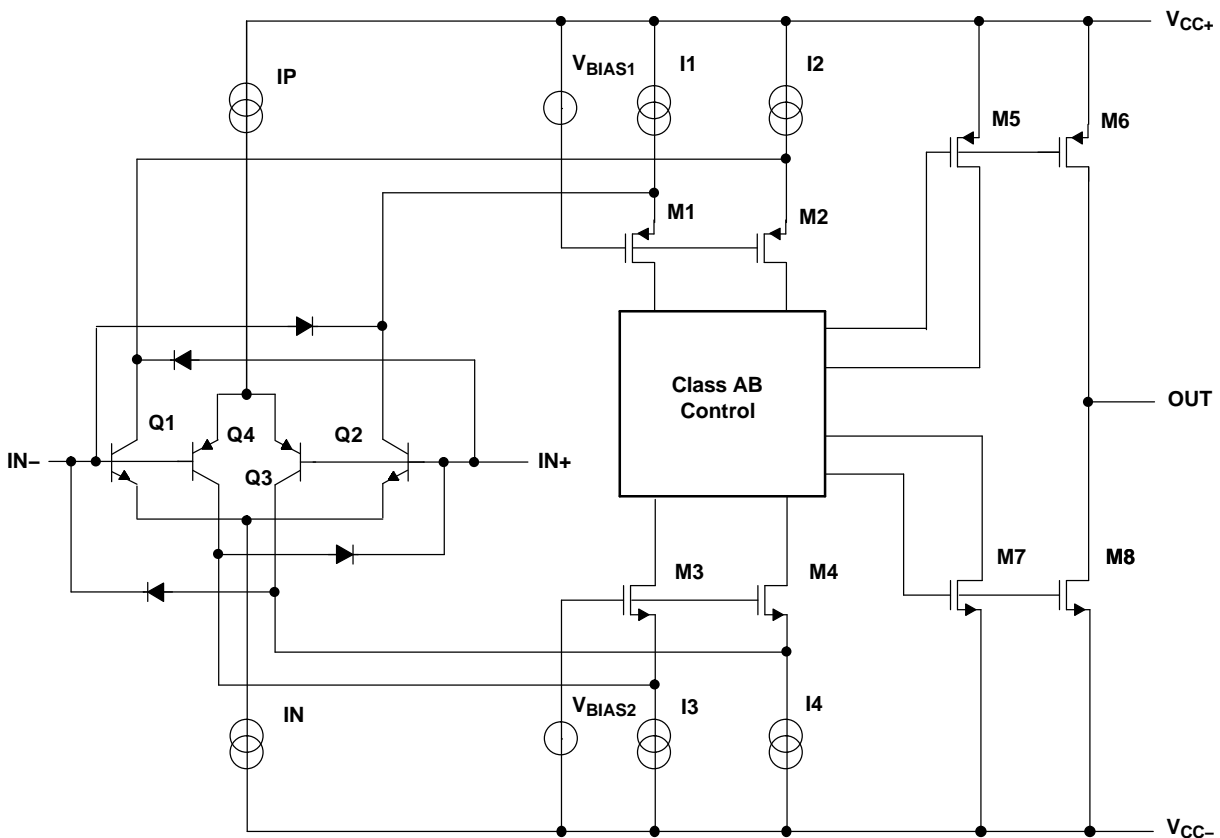 VCC+
IP
VBIAS1
I1
I2
M5
M6
M1
M2
Class AB
Control
OUT
Q1
Q4
Q2
IN−
Q3
IN+
M3
M4
M7
M8
IN
VBIAS2
I3
I4
VCC−